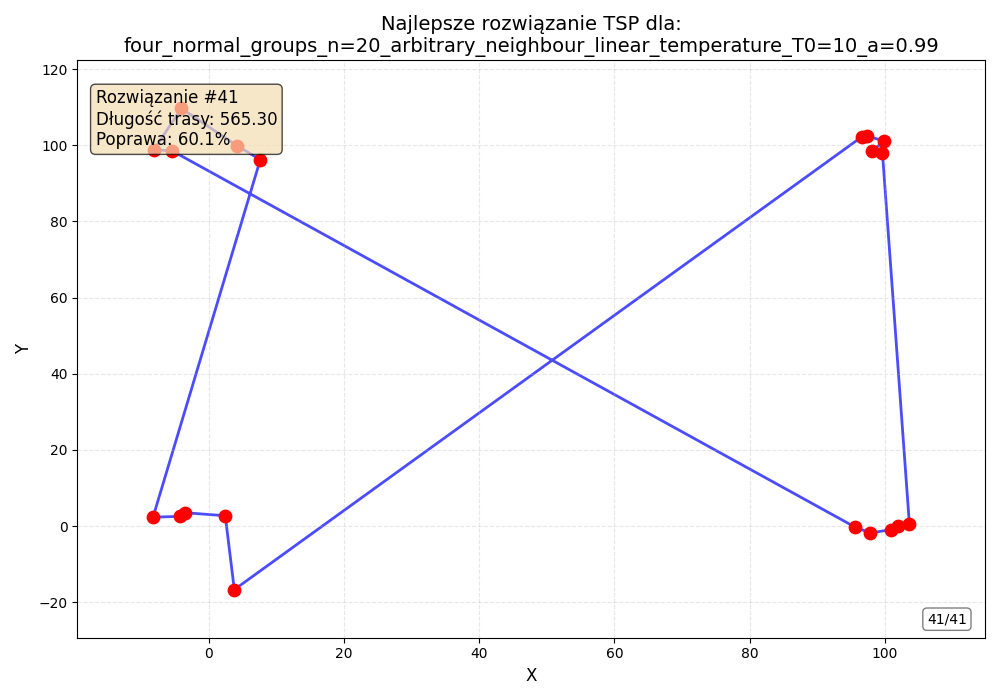 Najlepsze rozwiązanie TSP dla:
four_normal_groups_n=20_arbitrary_neighbour_linear_temperature_T0=10_a=0.99
Rozwiązanie #41
Długość trasy: 565.30
Poprawa: 60.1%
120
100
80
60
40
20
0
−20
Y
0
20
40
60
80
100
X
41/41